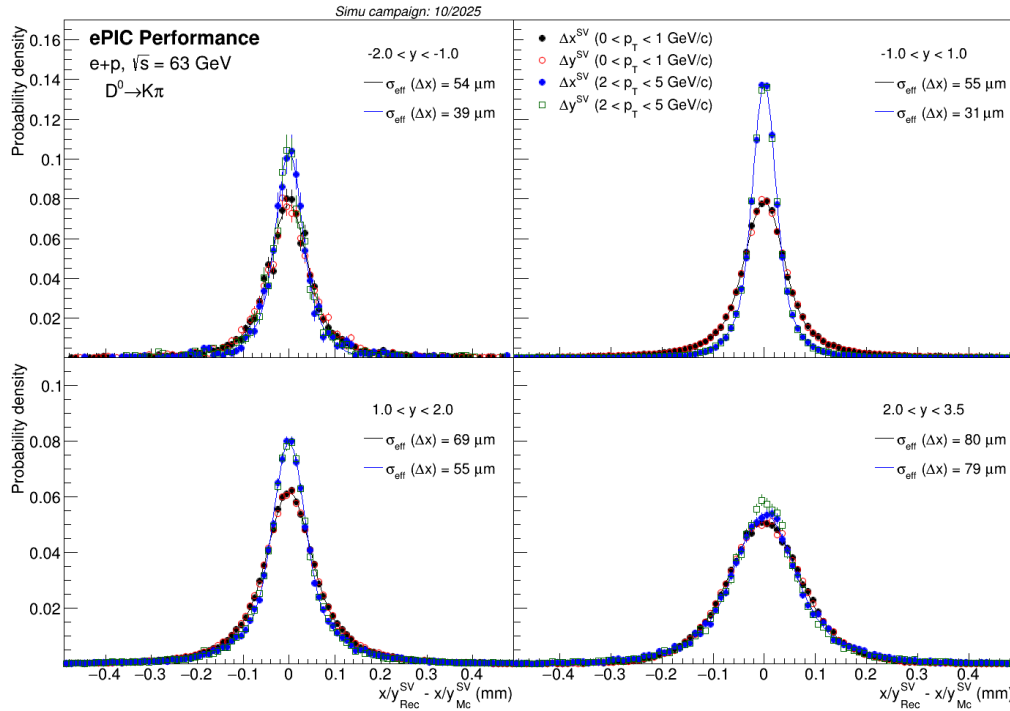 Simu campaign: 10/2025
ePIC Performance
e+p, √s = 63 GeV
D⁰→Kπ
-2.0 < y < -1.0
σ_eff (Δx) = 54 μm
σ_eff (Δx) = 39 μm
Probability density
0.16
0.14
0.12
0.1
0.08
0.06
0.04
0.02
Δx^SV (0 < p_T < 1 GeV/c)
Δy^SV (0 < p_T < 1 GeV/c)
Δx^SV (2 < p_T < 5 GeV/c)
Δy^SV (2 < p_T < 5 GeV/c)
-1.0 < y < 1.0
σ_eff (Δx) = 55 μm
σ_eff (Δx) = 31 μm
Probability density
0.1
0.08
0.06
0.04
0.02
1.0 < y < 2.0
σ_eff (Δx) = 69 μm
σ_eff (Δx) = 55 μm
−0.4 −0.3 −0.2 −0.1 0 0.1 0.2 0.3 0.4
x/y^SV_Rec - x/y^SV_Mc (mm)
2.0 < y < 3.5
σ_eff (Δx) = 80 μm
σ_eff (Δx) = 79 μm
−0.4 −0.3 −0.2 −0.1 0 0.1 0.2 0.3 0.4
x/y^SV_Rec - x/y^SV_Mc (mm)